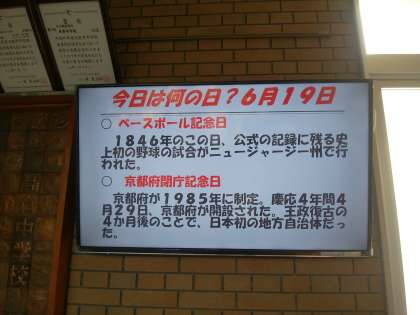 今日は何の日？６月１９日
○ ベースボール記念日
１８４６年のこの日、公式の記録に残る史
上初の野球の試合がニュージャージー州で行
われた。
○ 京都府開庁記念日
京都府が１９８５年に制定。慶応４年閏４
月２９日、京都府が開設された。王政復古の
４か月後のことで、日本初の地方自治体だっ
た。